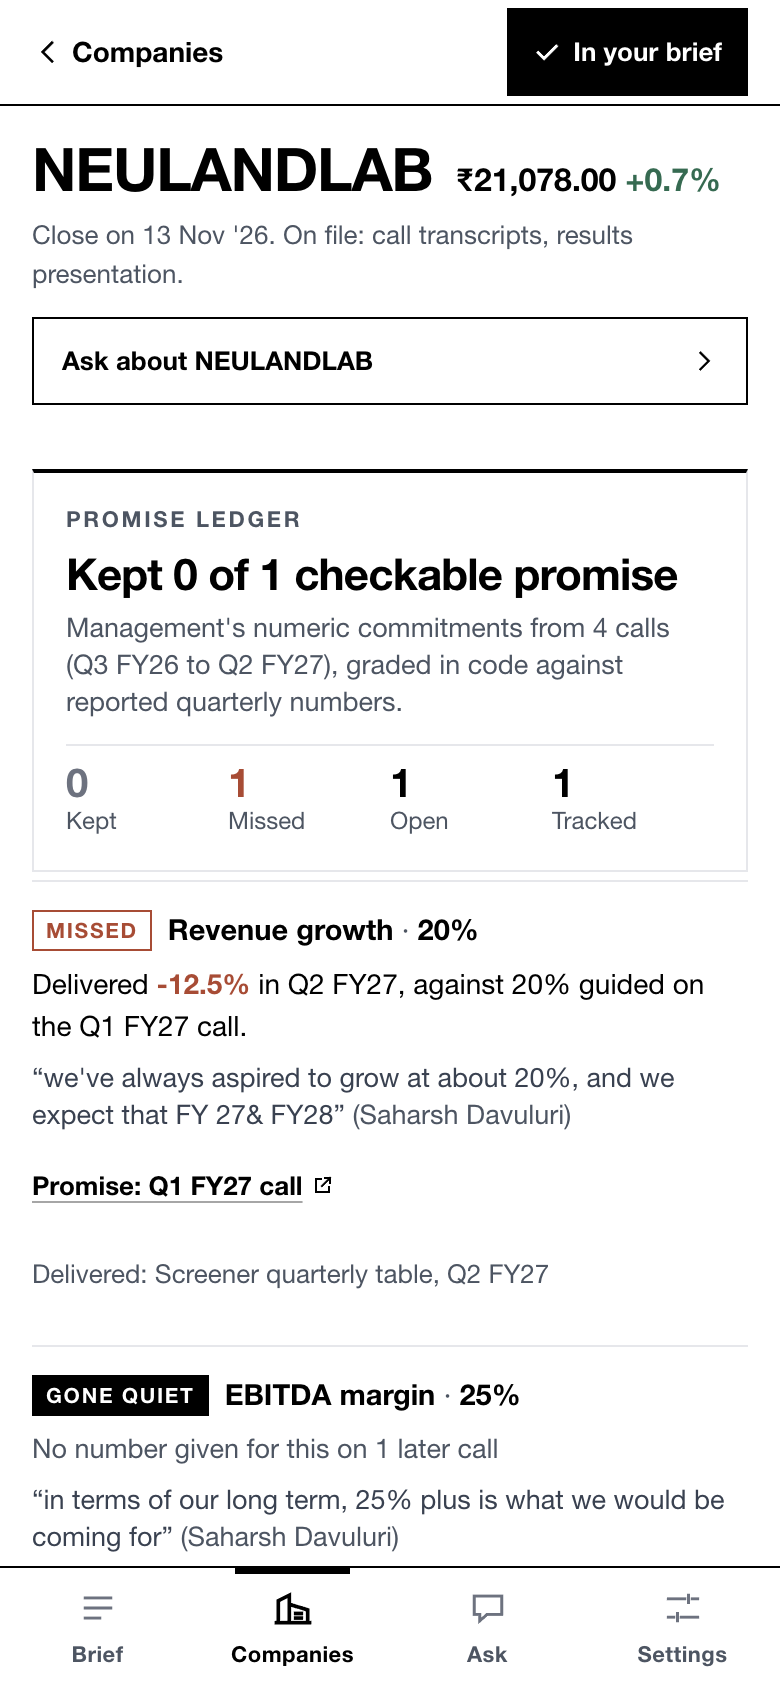 Companies
In your brief
NEULANDLAB ₹21,078.00 +0.7%
Close on 13 Nov '26. On file: call transcripts, results
presentation.
Ask about NEULANDLAB
PROMISE LEDGER
Kept 0 of 1 checkable promise
Management's numeric commitments from 4 calls
(Q3 FY26 to Q2 FY27), graded in code against
reported quarterly numbers.
0 1 1 1
Kept Missed Open Tracked
MISSED Revenue growth · 20%
Delivered -12.5% in Q2 FY27, against 20% guided on
the Q1 FY27 call.
“we've always aspired to grow at about 20%, and we
expect that FY 27& FY28” (Saharsh Davuluri)
Promise: Q1 FY27 call
Delivered: Screener quarterly table, Q2 FY27
GONE QUIET EBITDA margin · 25%
No number given for this on 1 later call
“in terms of our long term, 25% plus is what we would be
coming for” (Saharsh Davuluri)
Brief Companies Ask Settings